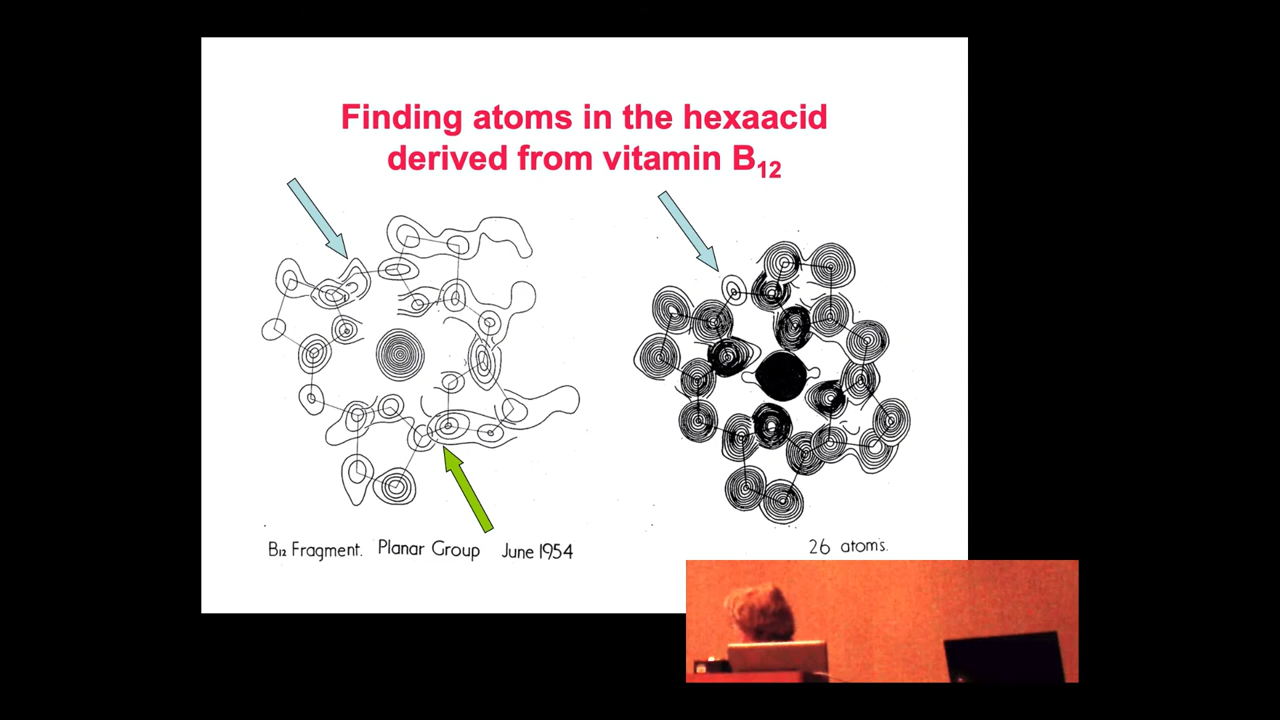 Finding atoms in the hexaacid
derived from vitamin B₁₂
B₁₂ Fragment. Planar Group June 1954
26 atoms.